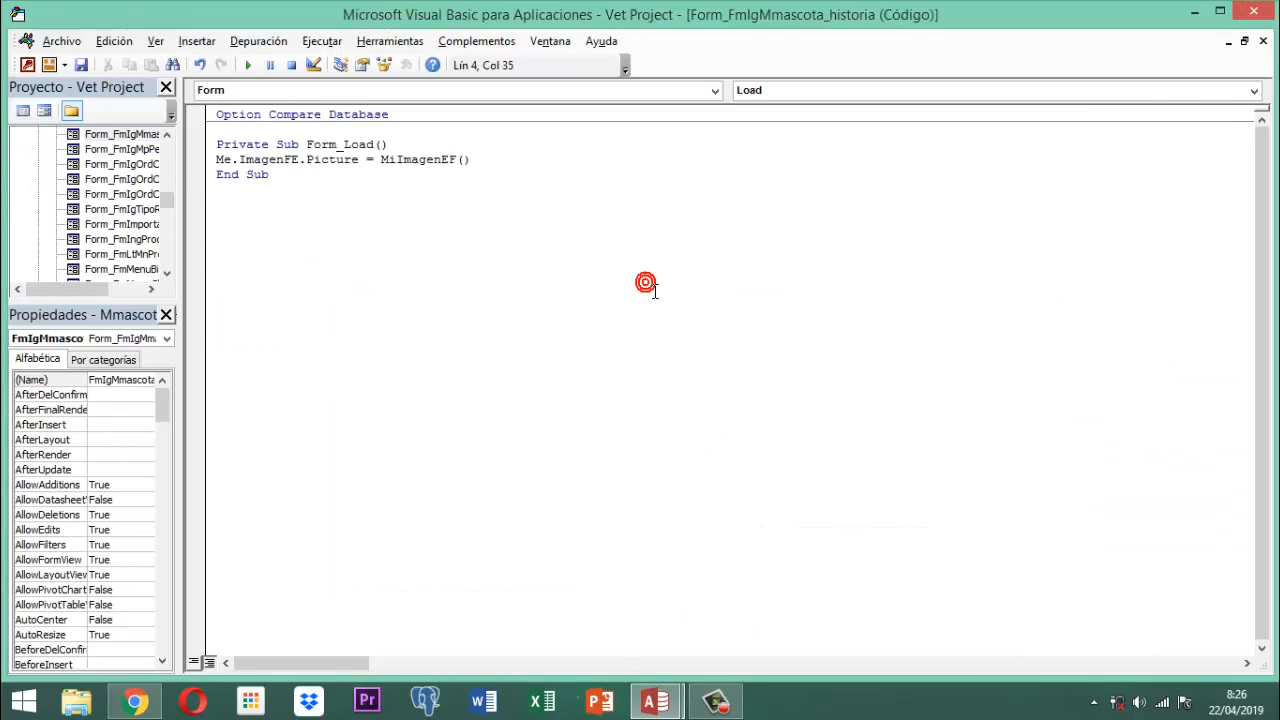 Microsoft Visual Basic para Aplicaciones - Vet Project - [Form_FmIgMmascota_historia (Código)]
Archivo Edición Ver Insertar Depuración Ejecutar Herramientas Complementos Ventana Ayuda
Lín 4, Col 35
Proyecto - Vet Project
Form_FmIgMmas
Form_FmIgMpPe
Form_FmIgOrdC
Form_FmIgOrdC
Form_FmIgOrdC
Form_FmIgTipoR
Form_FmImporta
Form_FmIngProc
Form_FmLtMnPr
Form_FmMenuBi
Propiedades - Mmascot
FmIgMmasco Form_FmIgMm
Alfabética Por categorías
(Name) FmIgMmascota
AfterDelConfirm
AfterFinalRende
AfterInsert
AfterLayout
AfterRender
AfterUpdate
AllowAdditions True
AllowDatasheet False
AllowDeletions True
AllowEdits True
AllowFilters True
AllowFormView True
AllowLayoutView True
AllowPivotChart False
AllowPivotTable False
AutoCenter False
AutoResize True
BeforeDelConfir
BeforeInsert
Form Load
Option Compare Database
Private Sub Form_Load()
Me.ImagenFE.Picture = MiImagenEF()
End Sub
Pr
8:26
22/04/2019